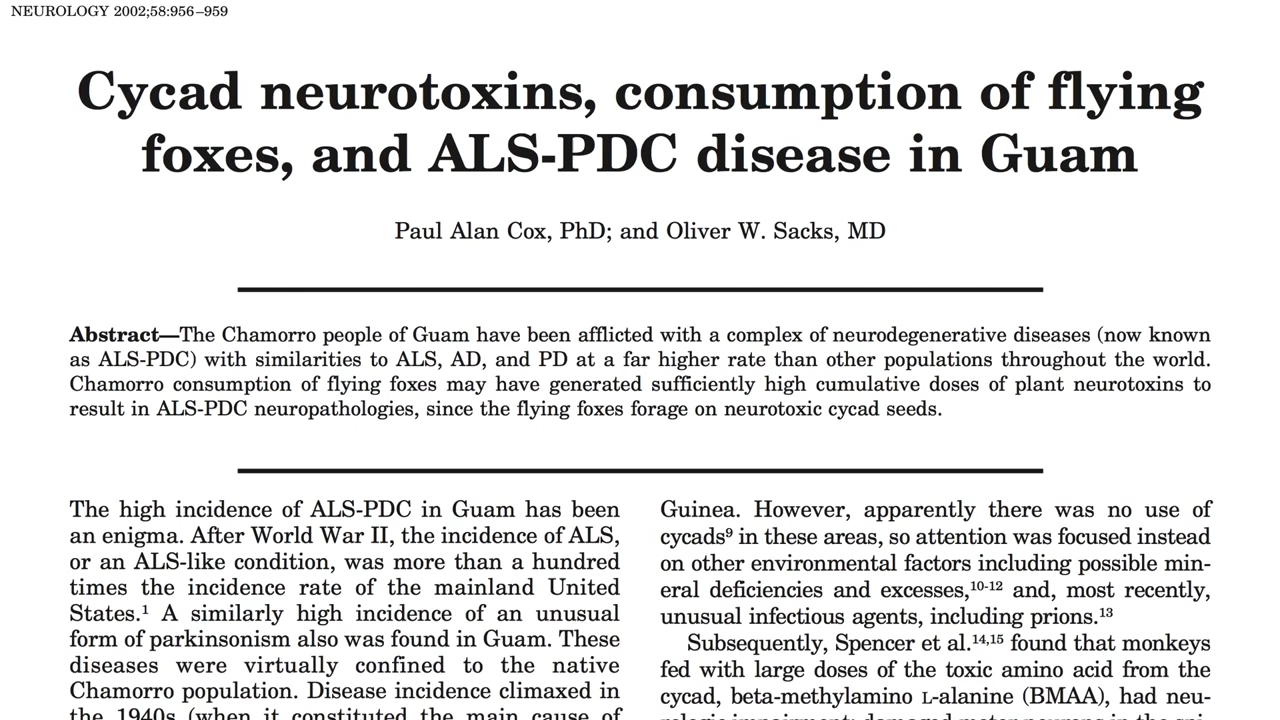 NEUROLOGY 2002;58:956–959
Cycad neurotoxins, consumption of flying
foxes, and ALS-PDC disease in Guam
Paul Alan Cox, PhD; and Oliver W. Sacks, MD
Abstract—The Chamorro people of Guam have been afflicted with a complex of neurodegenerative diseases (now known
as ALS-PDC) with similarities to ALS, AD, and PD at a far higher rate than other populations throughout the world.
Chamorro consumption of flying foxes may have generated sufficiently high cumulative doses of plant neurotoxins to
result in ALS-PDC neuropathologies, since the flying foxes forage on neurotoxic cycad seeds.
The high incidence of ALS-PDC in Guam has been
an enigma. After World War II, the incidence of ALS,
or an ALS-like condition, was more than a hundred
times the incidence rate of the mainland United
States.¹ A similarly high incidence of an unusual
form of parkinsonism also was found in Guam. These
diseases were virtually confined to the native
Chamorro population. Disease incidence climaxed in
the 1940s (when it constituted the main cause of
Guinea. However, apparently there was no use of
cycads⁹ in these areas, so attention was focused instead
on other environmental factors including possible min-
eral deficiencies and excesses,¹⁰⁻¹² and, most recently,
unusual infectious agents, including prions.¹³
Subsequently, Spencer et al.¹⁴,¹⁵ found that monkeys
fed with large doses of the toxic amino acid from the
cycad, beta-methylamino L-alanine (BMAA), had neu-